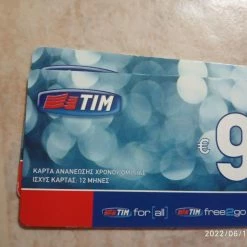 TIM
9
ΚΑΡΤΑ ΑΝΑΝΕΩΣΗΣ ΧΡΟΝΟΥ ΟΜΙΛΙΑΣ
ΙΣΧΥΣ ΚΑΡΤΑΣ: 12 ΜΗΝΕΣ
TIM for [all] TIM free2go
2022/06/1